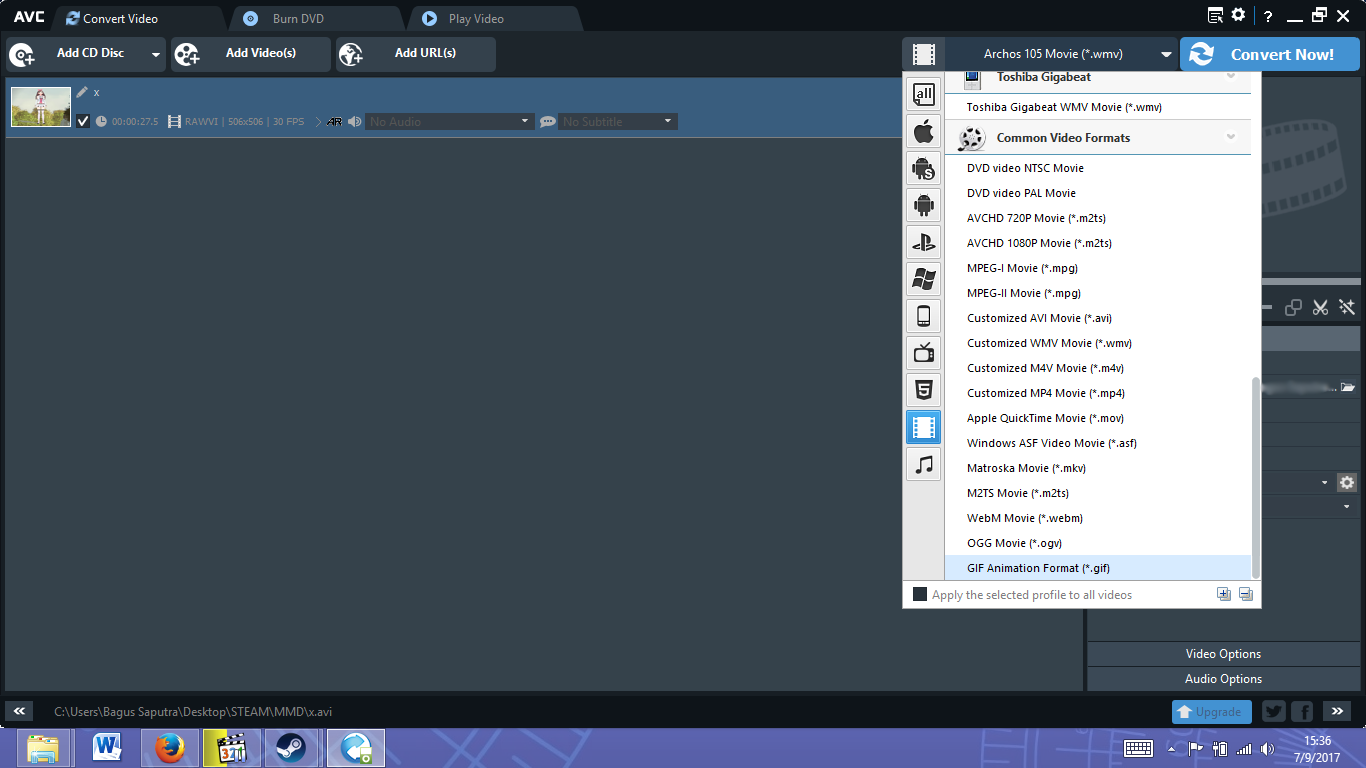 AVC Convert Video Burn DVD Play Video ?
Add CD Disc Add Video(s) Add URL(s) Archos 105 Movie (*.wmv) Convert Now!
x
00:00:27.5 RAWVI | 506x506 | 30 FPS No Audio No Subtitle
all
Toshiba Gigabeat
Toshiba Gigabeat WMV Movie (*.wmv)
Common Video Formats
DVD video NTSC Movie
DVD video PAL Movie
AVCHD 720P Movie (*.m2ts)
AVCHD 1080P Movie (*.m2ts)
MPEG-I Movie (*.mpg)
MPEG-II Movie (*.mpg)
Customized AVI Movie (*.avi)
Customized WMV Movie (*.wmv)
Customized M4V Movie (*.m4v)
Customized MP4 Movie (*.mp4)
Apple QuickTime Movie (*.mov)
Windows ASF Video Movie (*.asf)
Matroska Movie (*.mkv)
M2TS Movie (*.m2ts)
WebM Movie (*.webm)
OGG Movie (*.ogv)
GIF Animation Format (*.gif)
Apply the selected profile to all videos
Video Options
Audio Options
C:\Users\Bagus Saputra\Desktop\STEAM\MMD\x.avi Upgrade
15:36
7/9/2017